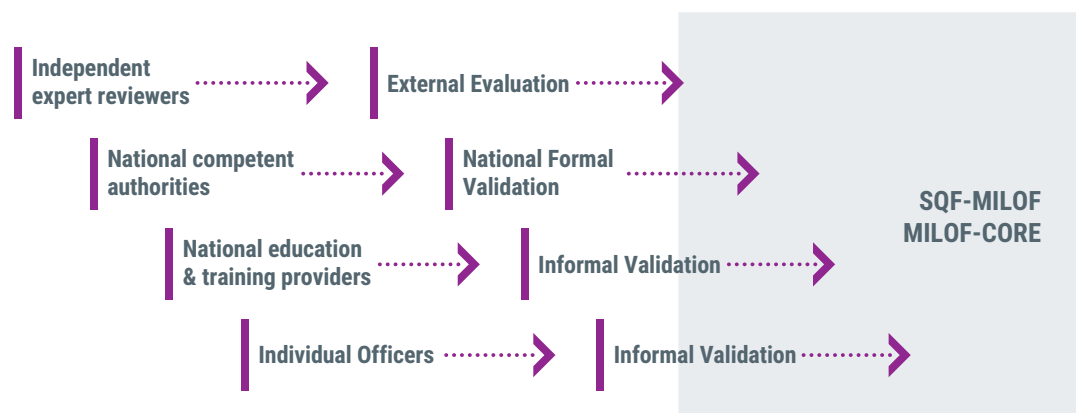 Independent
expert reviewers
External Evaluation
National competent
authorities
National Formal
Validation
SQF-MILOF
MILOF-CORE
National education
& training providers
Informal Validation
Individual Officers
Informal Validation